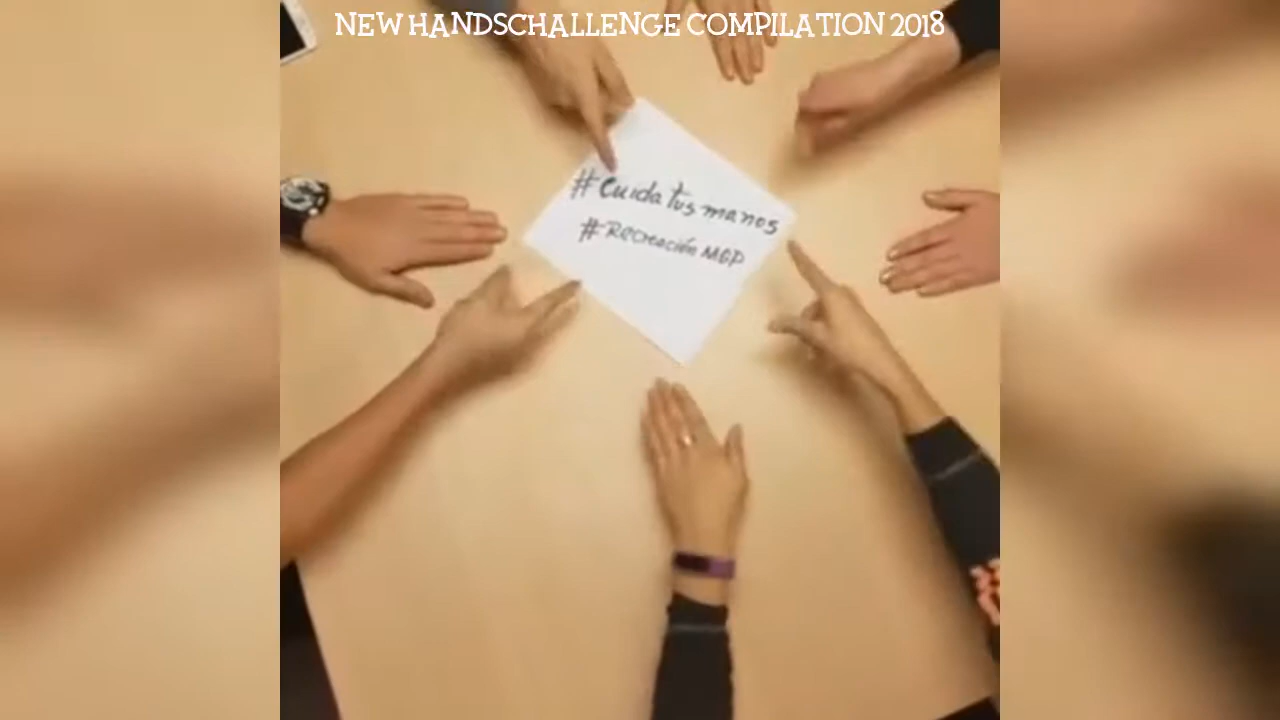 NEW HANDSCHALLENGE COMPILATION 2018
#Cuida tus manos
#Recreación MGP